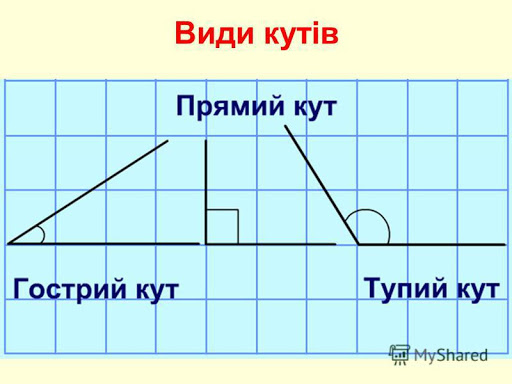 Види кутів
Прямий кут
Гострий кут
Тупий кут
MyShared